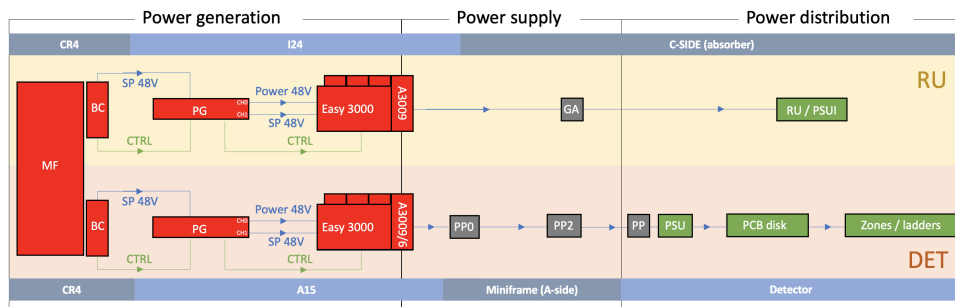 Power generation
Power supply
Power distribution
CR4
I24
C-SIDE (absorber)
RU
SP 48V
BC
PG
CH0
CH1
Power 48V
SP 48V
Easy 3000
A3009
GA
RU / PSUI
CTRL
CTRL
MF
SP 48V
BC
PG
CH0
CH1
Power 48V
SP 48V
Easy 3000
A3009/6
PP0
PP2
PP
PSU
PCB disk
Zones / ladders
CTRL
CTRL
DET
CR4
A15
Miniframe (A-side)
Detector